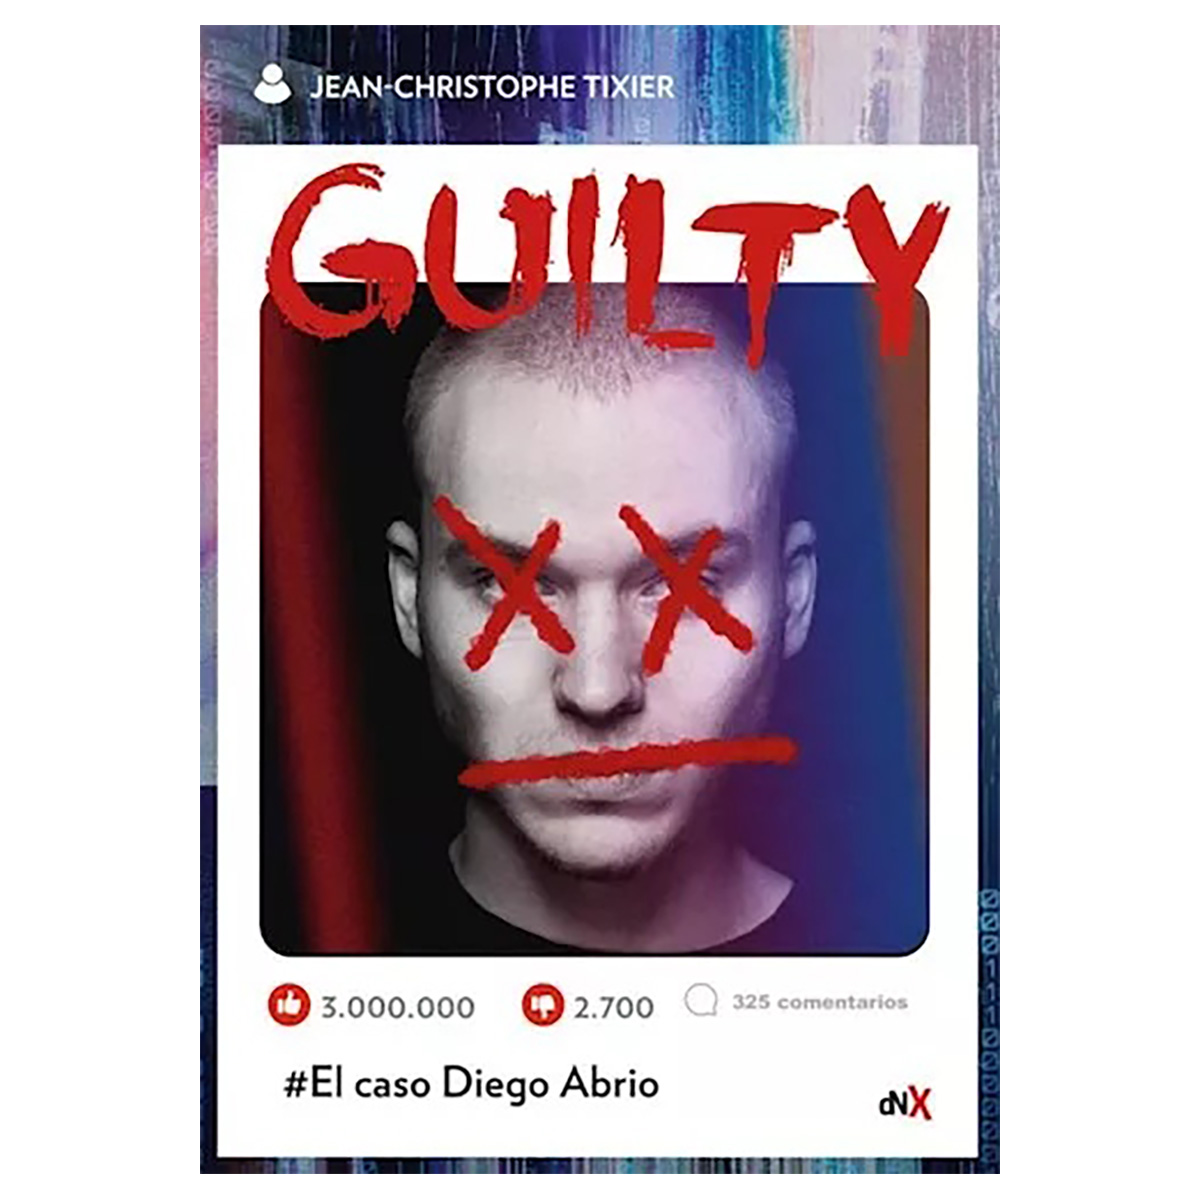 JEAN-CHRISTOPHE TIXIER
GUILTY
3.000.000 2.700 325 comentarios
#El caso Diego Abrio
dNX